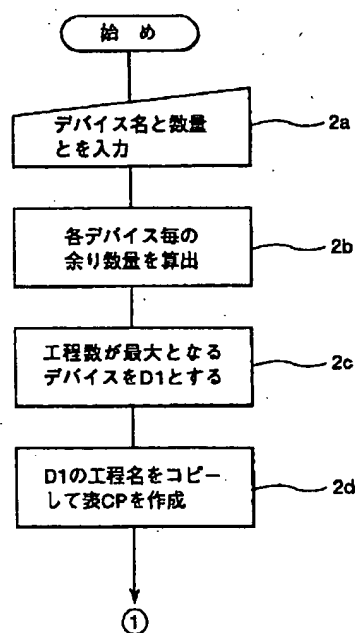 始 め
デバイス名と数量
とを入力
2a
各デバイス毎の
余り数量を算出
2b
工程数が最大となる
デバイスをD1とする
2c
D1の工程名をコピー
して表CPを作成
2d
①